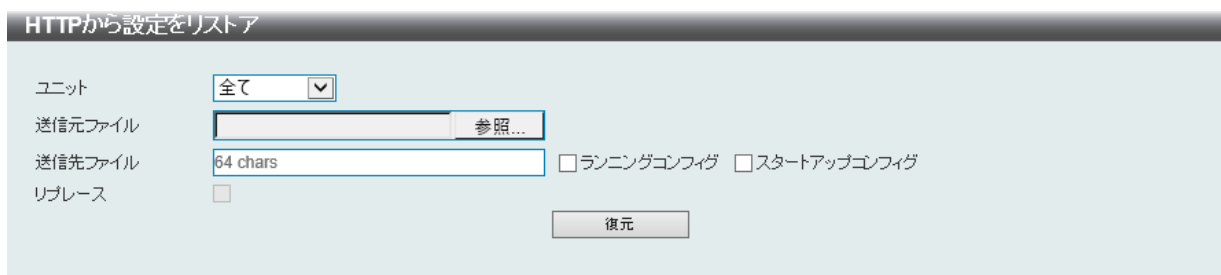 HTTPから設定をリストア
ユニット 全て
送信元ファイル 参照...
送信先ファイル 64 chars ランニングコンフィグ スタートアップコンフィグ
リプレース
復元